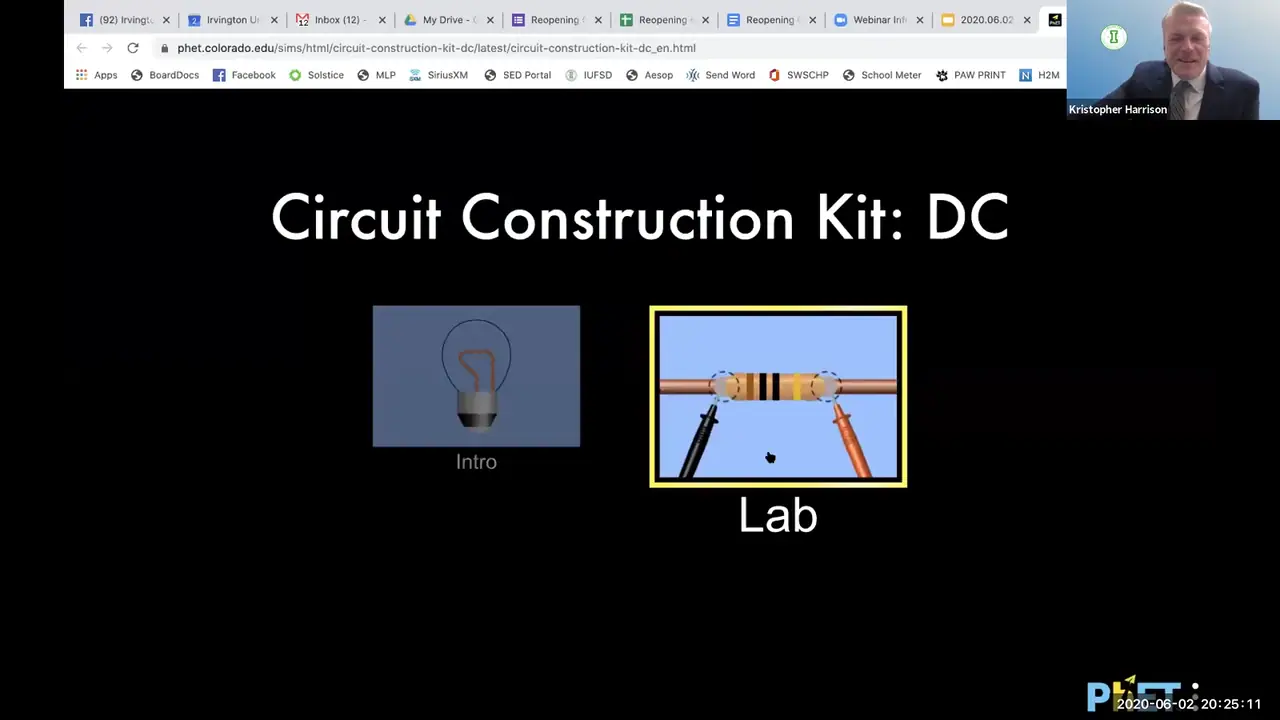 (92) Irvingt
Irvington Un
Inbox (12) -
My Drive - G
Reopening
Reopening
Reopening
Webinar Inf
2020.06.02
phet.colorado.edu/sims/html/circuit-construction-kit-dc/latest/circuit-construction-kit-dc_en.html
Apps BoardDocs Facebook Solstice MLP SiriusXM SED Portal IUFSD Aesop Send Word SWSCHP School Meter PAW PRINT H2M
Kristopher Harrison
Circuit Construction Kit: DC
Intro
Lab
PhET
2020-06-02 20:25:11